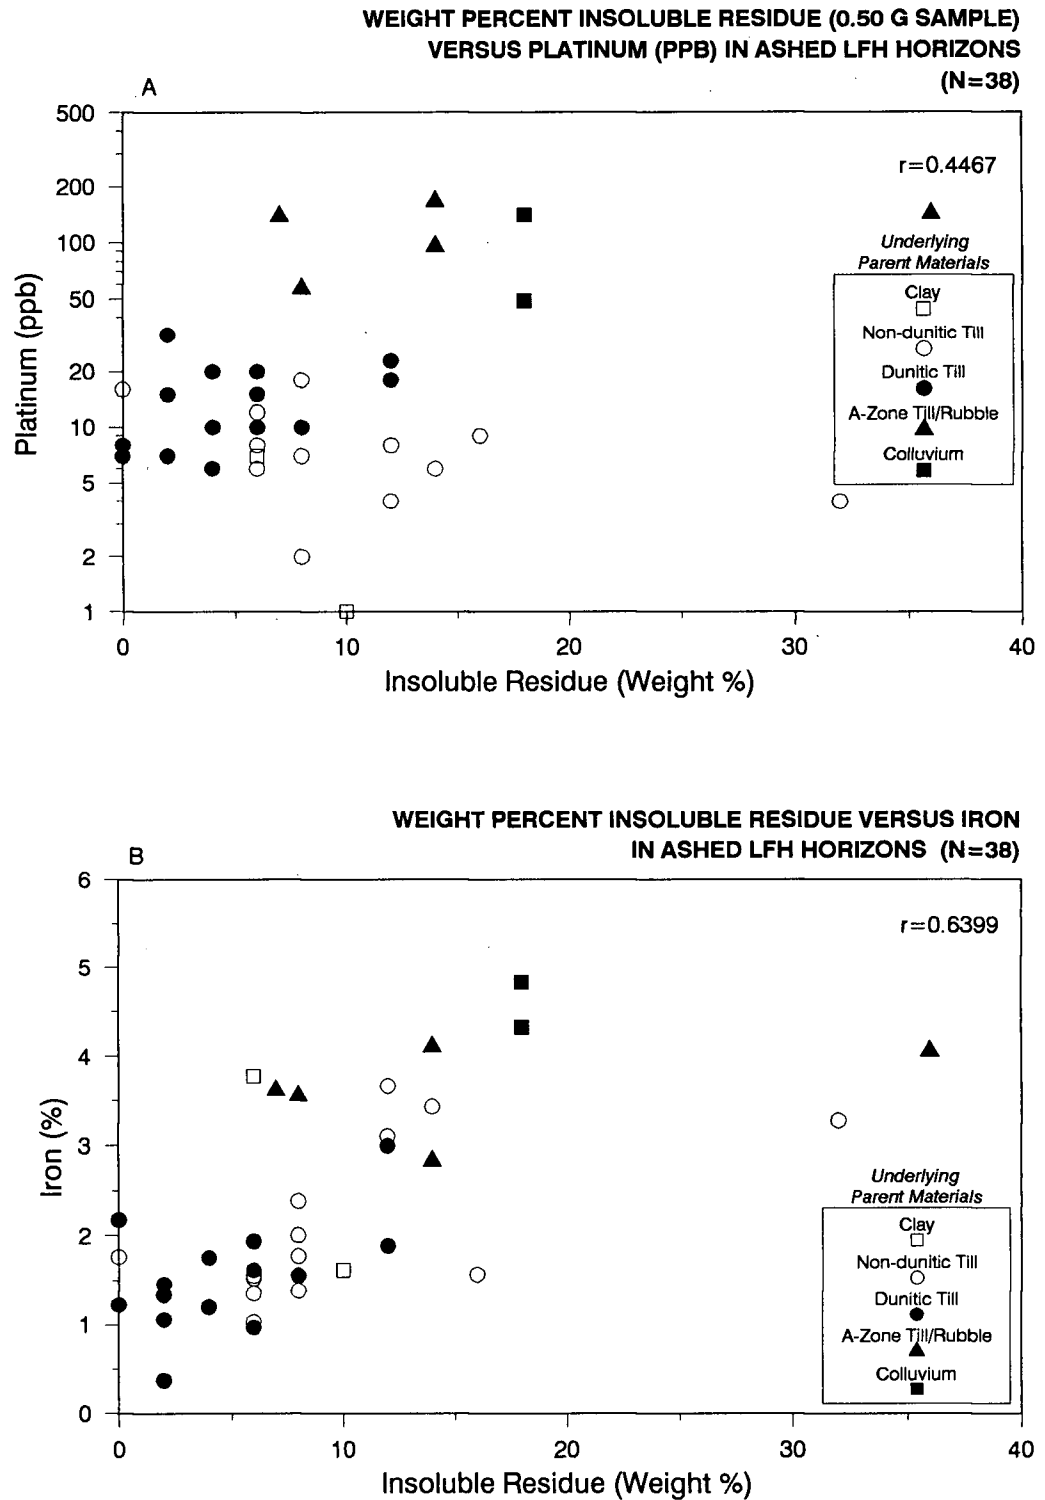 WEIGHT PERCENT INSOLUBLE RESIDUE (0.50 G SAMPLE)
VERSUS PLATINUM (PPB) IN ASHED LFH HORIZONS
(N=38)
A
500
200
100
50
20
10
5
2
1
Platinum (ppb)
r=0.4467
Underlying
Parent Materials
Clay
Non-dunitic Till
Dunitic Till
A-Zone Till/Rubble
Colluvium
0 10 20 30 40
Insoluble Residue (Weight %)
WEIGHT PERCENT INSOLUBLE RESIDUE VERSUS IRON
IN ASHED LFH HORIZONS (N=38)
B
6
5
4
3
2
1
0
Iron (%)
r=0.6399
Underlying
Parent Materials
Clay
Non-dunitic Till
Dunitic Till
A-Zone Till/Rubble
Colluvium
0 10 20 30 40
Insoluble Residue (Weight %)